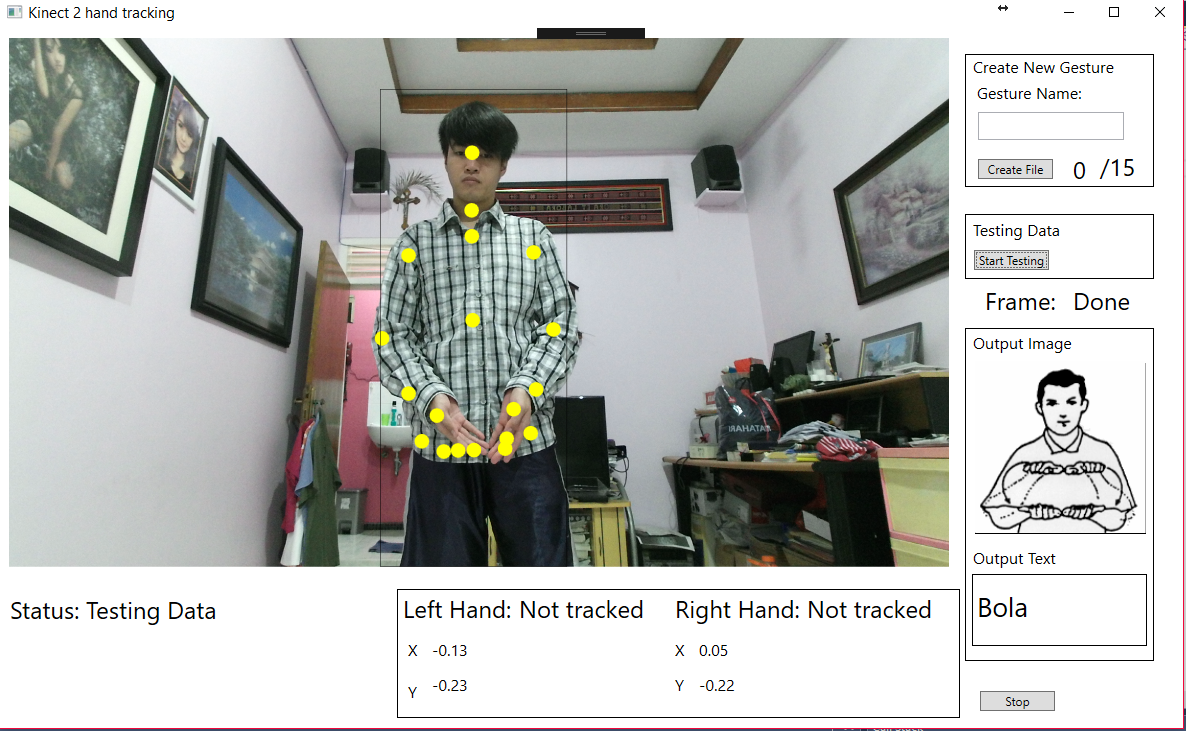 Kinect 2 hand tracking
Create New Gesture
Gesture Name:
Create File
0 /15
Testing Data
Start Testing
Frame: Done
Output Image
Output Text
Bola
Status: Testing Data
Left Hand: Not tracked
X -0.13
Y -0.23
Right Hand: Not tracked
X 0.05
Y -0.22
Stop
MATAHARI